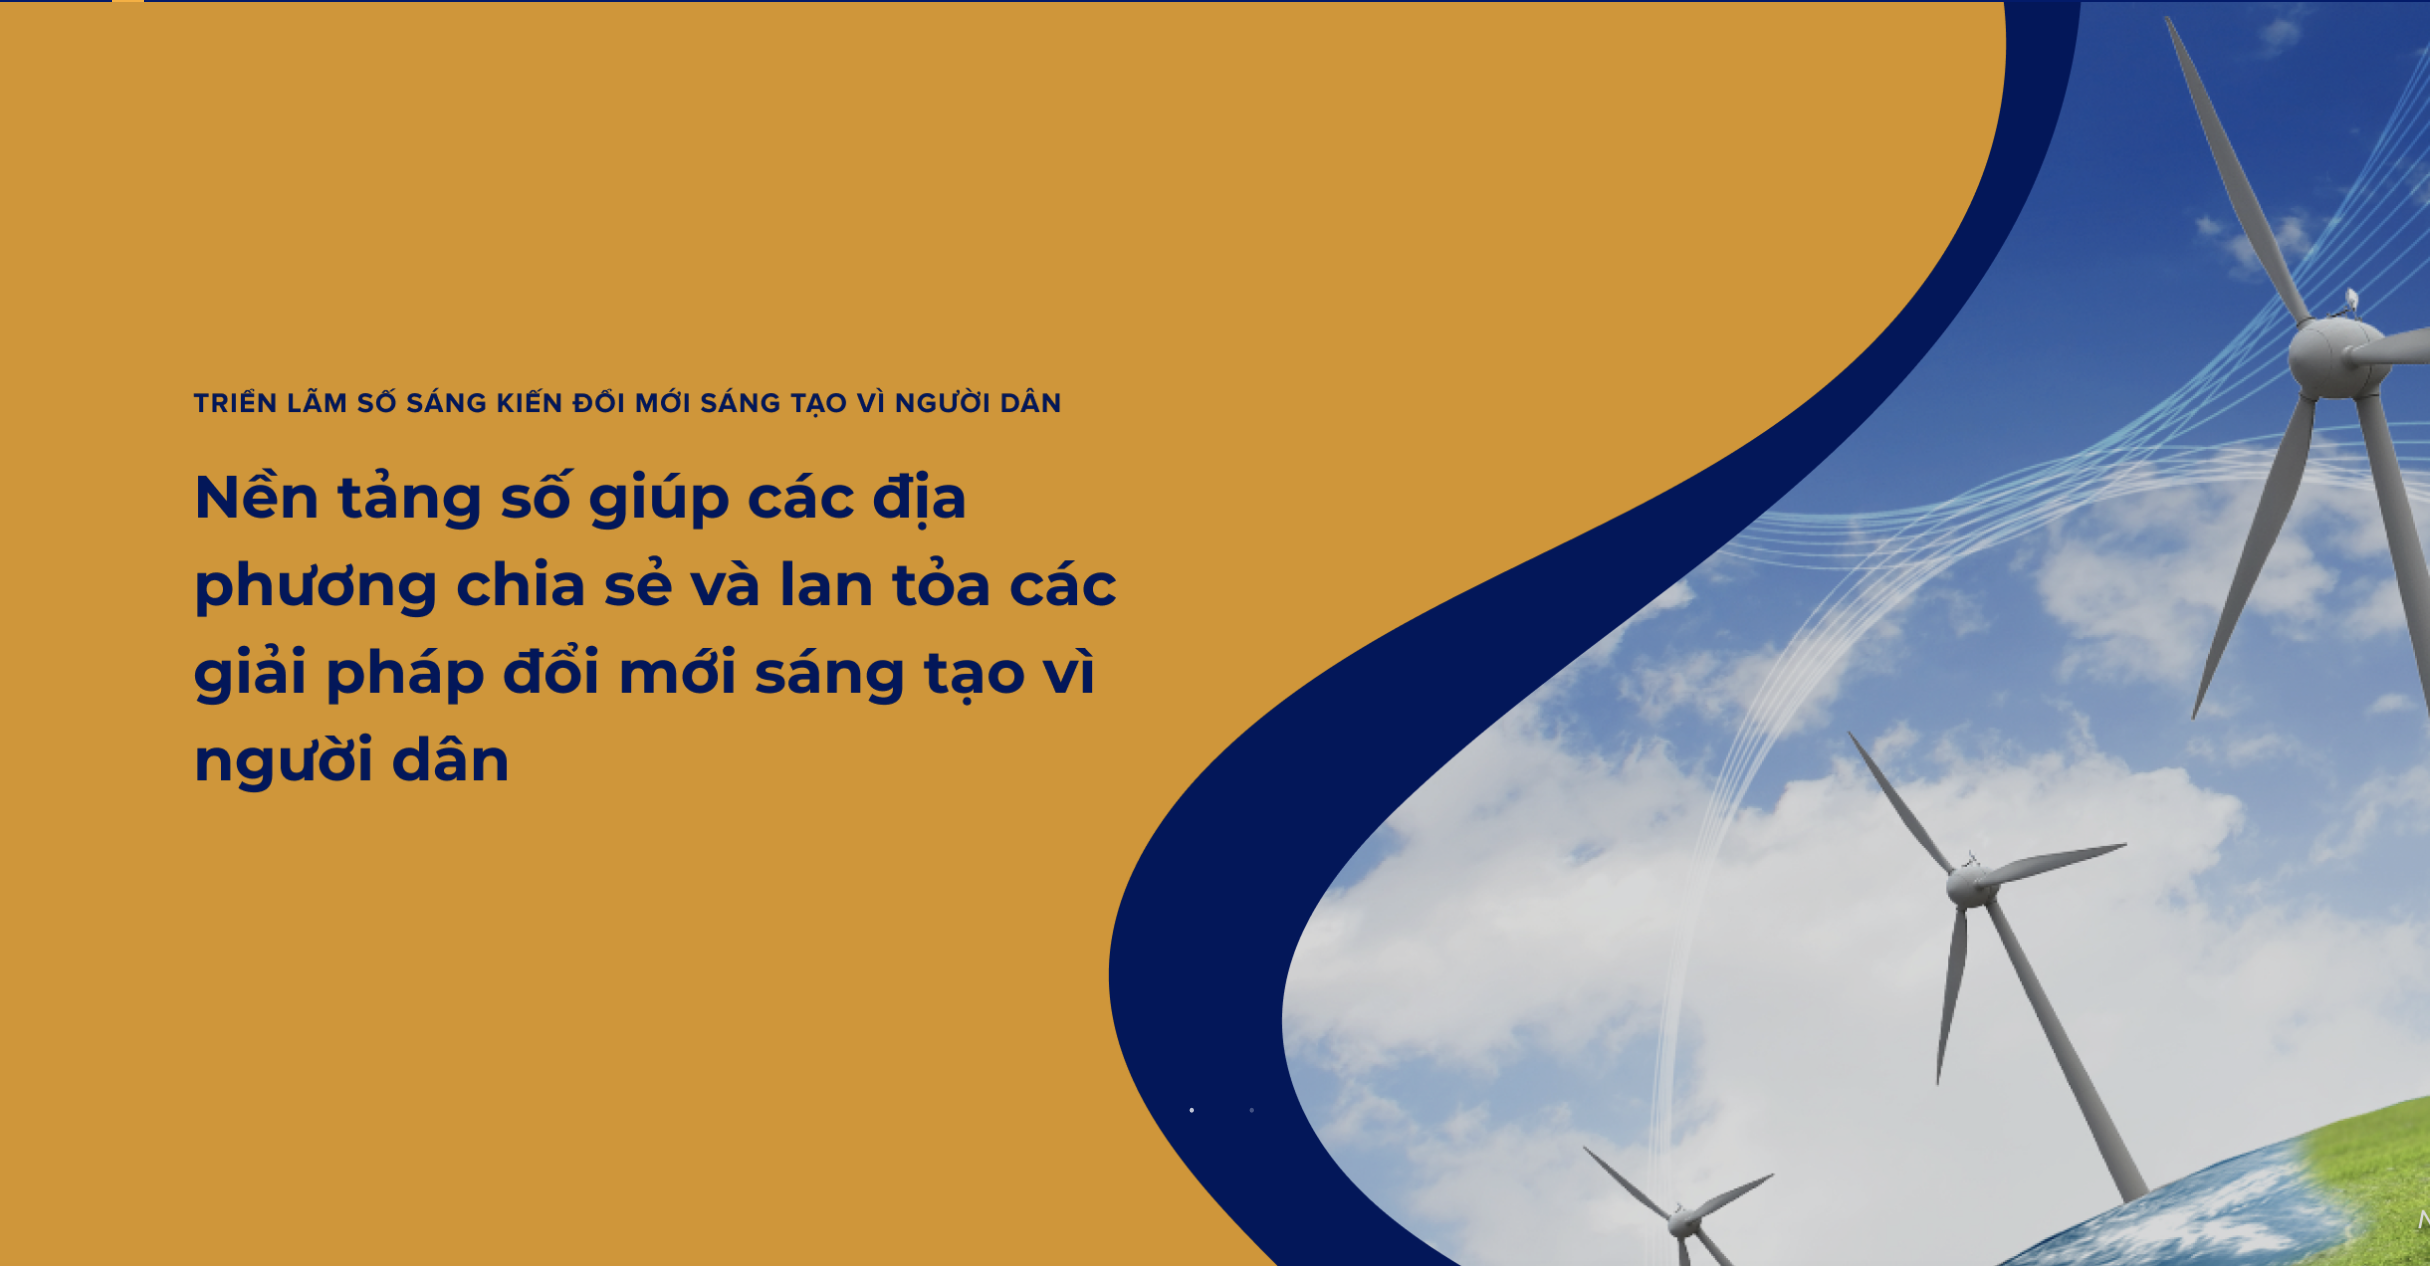 TRIỂN LÃM SỐ SÁNG KIẾN ĐỔI MỚI SÁNG TẠO VÌ NGƯỜI DÂN
Nền tảng số giúp các địa
phương chia sẻ và lan tỏa các
giải pháp đổi mới sáng tạo vì
người dân